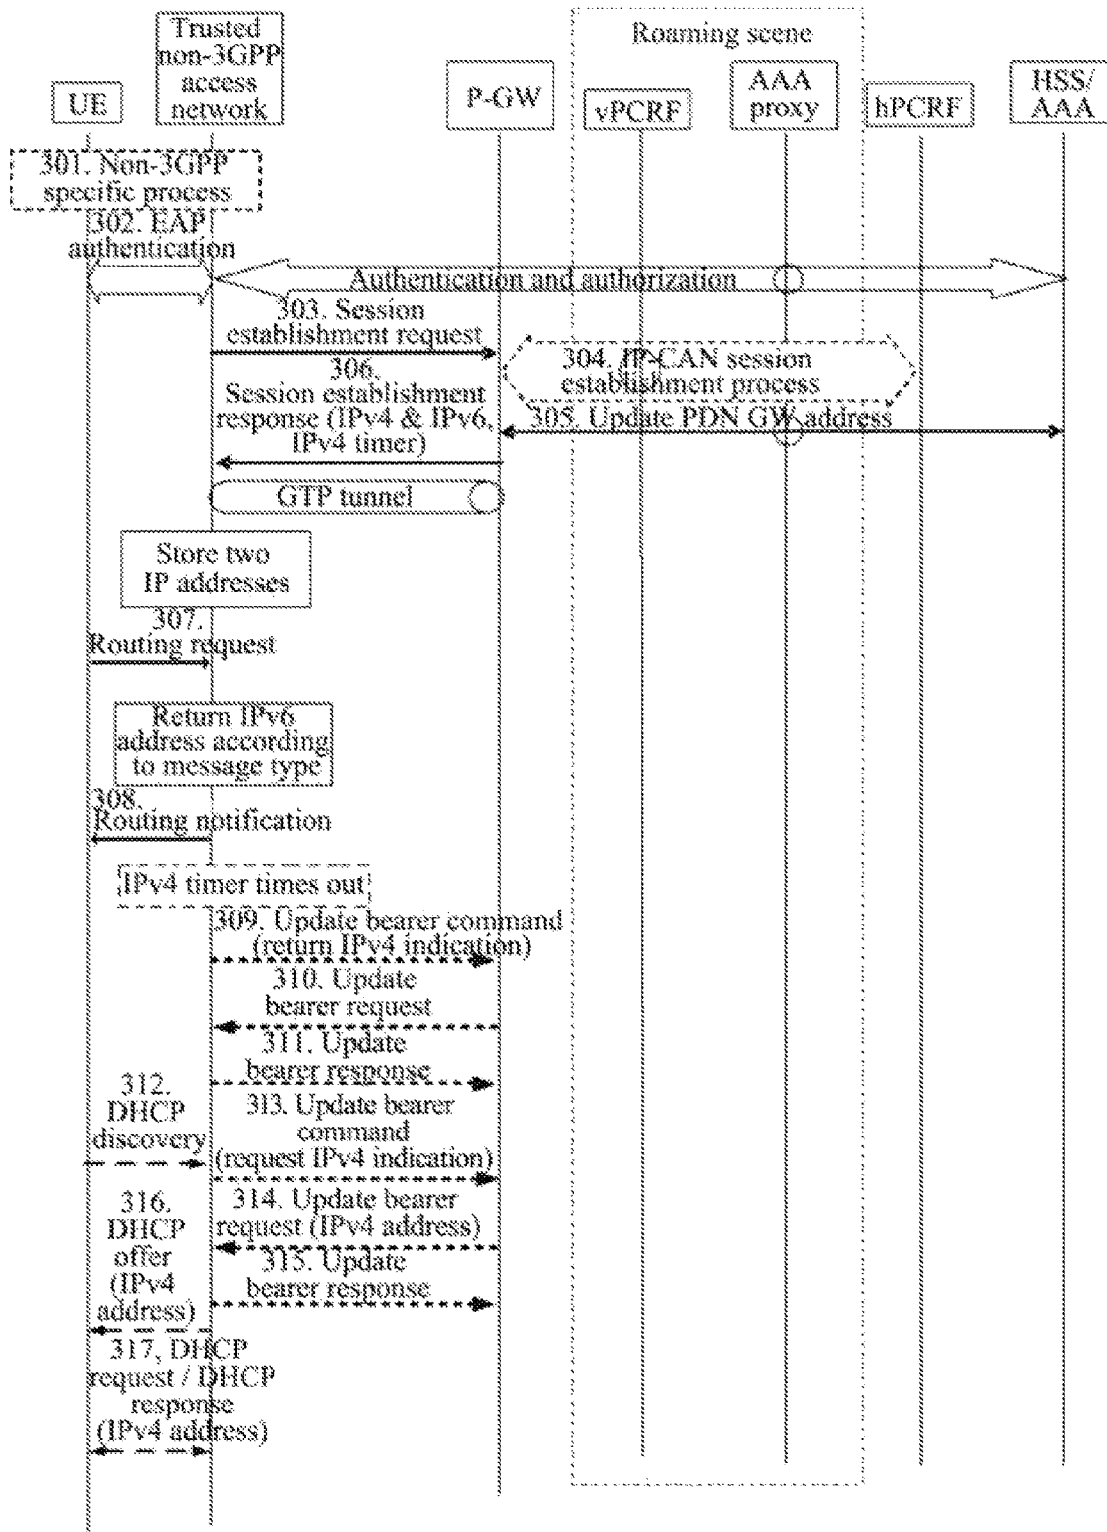 Roaming scene
UE
Trusted
non-3GPP
access
network
P-GW
vPCRF
AAA
proxy
hPCRF
HSS/
AAA
301. Non-3GPP
specific process
302. EAP
authentication
Authentication and authorization
303. Session
establishment request
304. IP-CAN session
establishment process
305. Update PDN GW address
306.
Session establishment
response (IPv4 & IPv6,
IPv4 timer)
GTP tunnel
Store two
IP addresses
307.
Routing request
Return IPv6
address according
to message type
308.
Routing notification
IPv4 timer times out
309. Update bearer command
(return IPv4 indication)
310. Update
bearer request
311. Update
bearer response
312.
DHCP
discovery
313. Update bearer
command
(request IPv4 indication)
314. Update bearer
request (IPv4 address)
315. Update
bearer response
316.
DHCP
offer
(IPv4
address)
317, DHCP
request / DHCP
response
(IPv4 address)